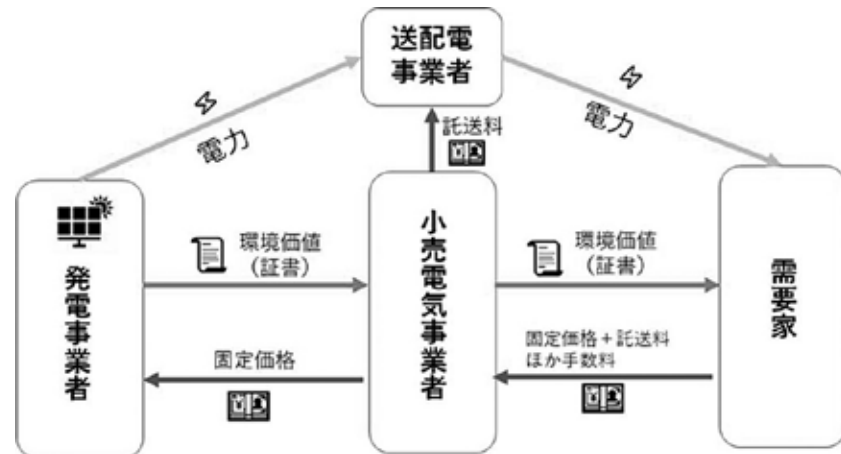 送配電
事業者
託送料
電力
電力
発電事業者
環境価値
(証書)
固定価格
小売電気事業者
環境価値
(証書)
固定価格+託送料
ほか手数料
需要家